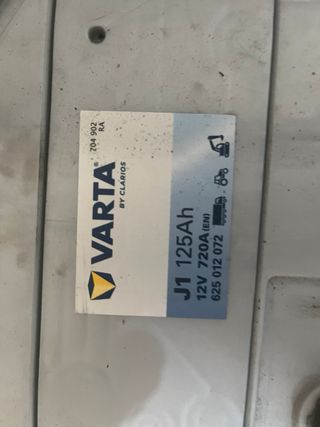 704 902
RA
VARTA®
BY CLARIOS
J1 125Ah
12V 720A (EN)
625 012 072